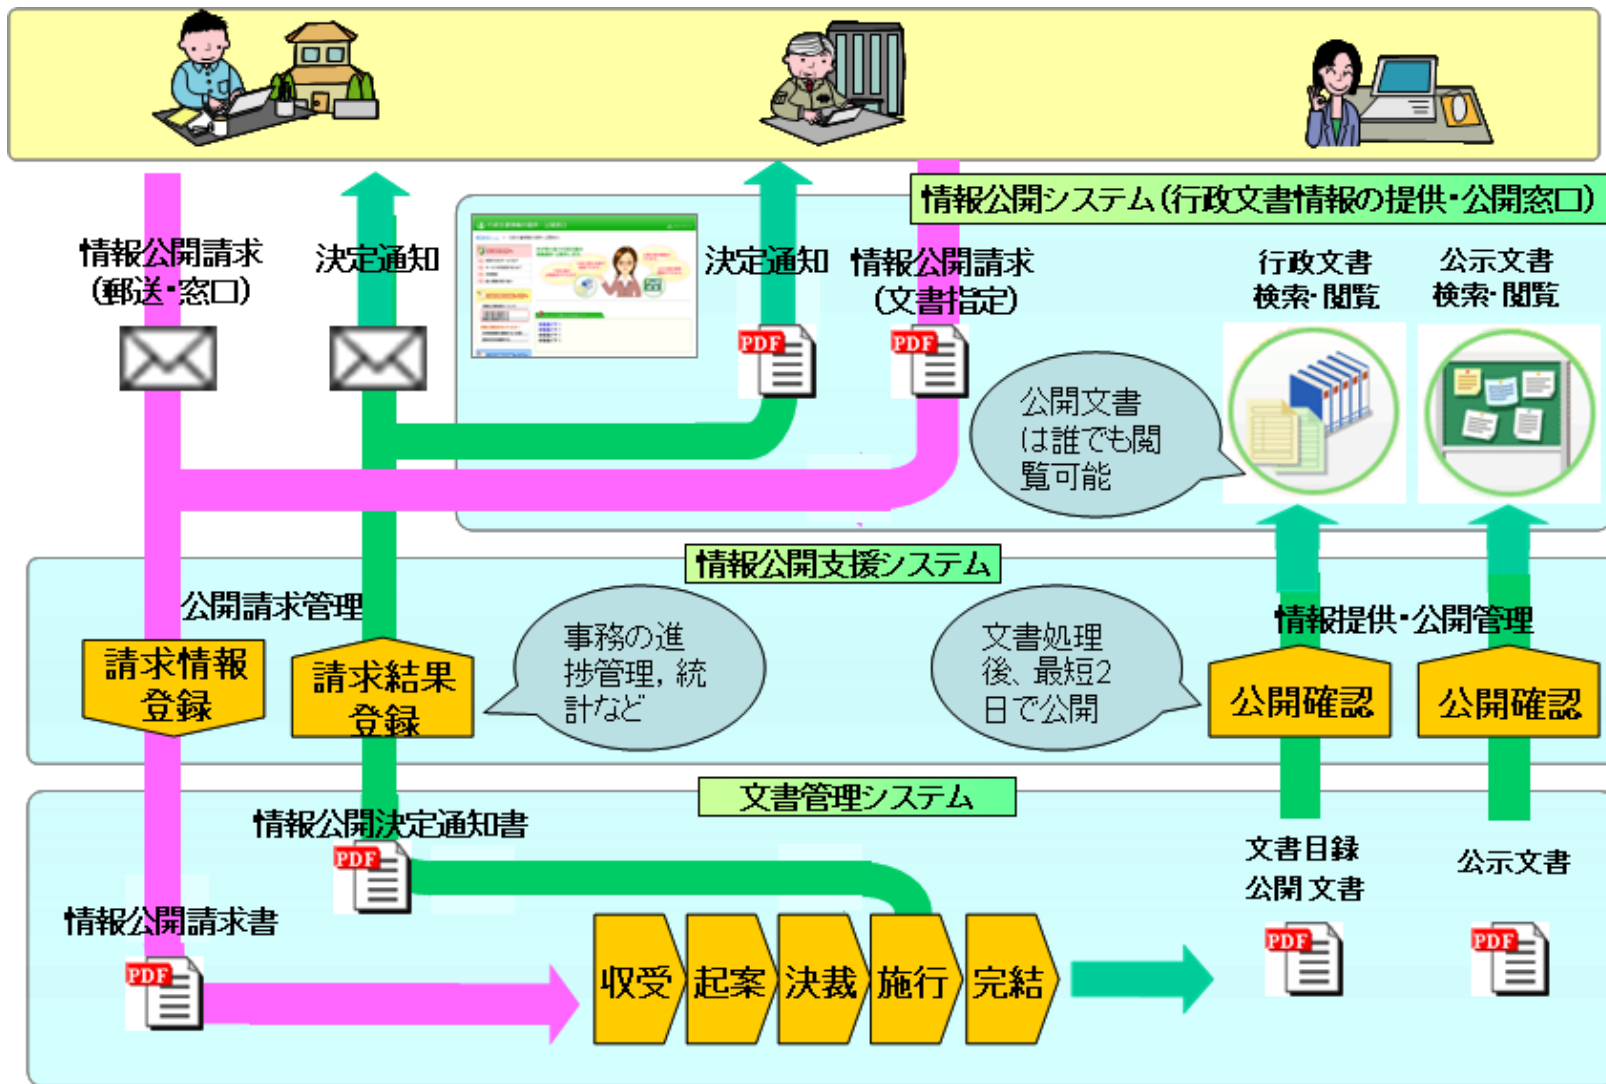 情報公開システム(行政文書情報の提供・公開窓口)
情報公開請求
(郵送・窓口)
決定通知
決定通知
情報公開請求
(文書指定)
行政文書
検索・閲覧
公示文書
検索・閲覧
PDF
PDF
公開文書
は誰でも閲
覧可能
情報公開支援システム
公開請求管理
情報提供・公開管理
請求情報
登録
請求結果
登録
事務の進
捗管理,統
計など
文書処理
後、最短2
日で公開
公開確認
公開確認
文書管理システム
情報公開決定通知書
PDF
文書目録
公開文書
公示文書
情報公開請求書
PDF
収受
起案
決裁
施行
完結
PDF
PDF